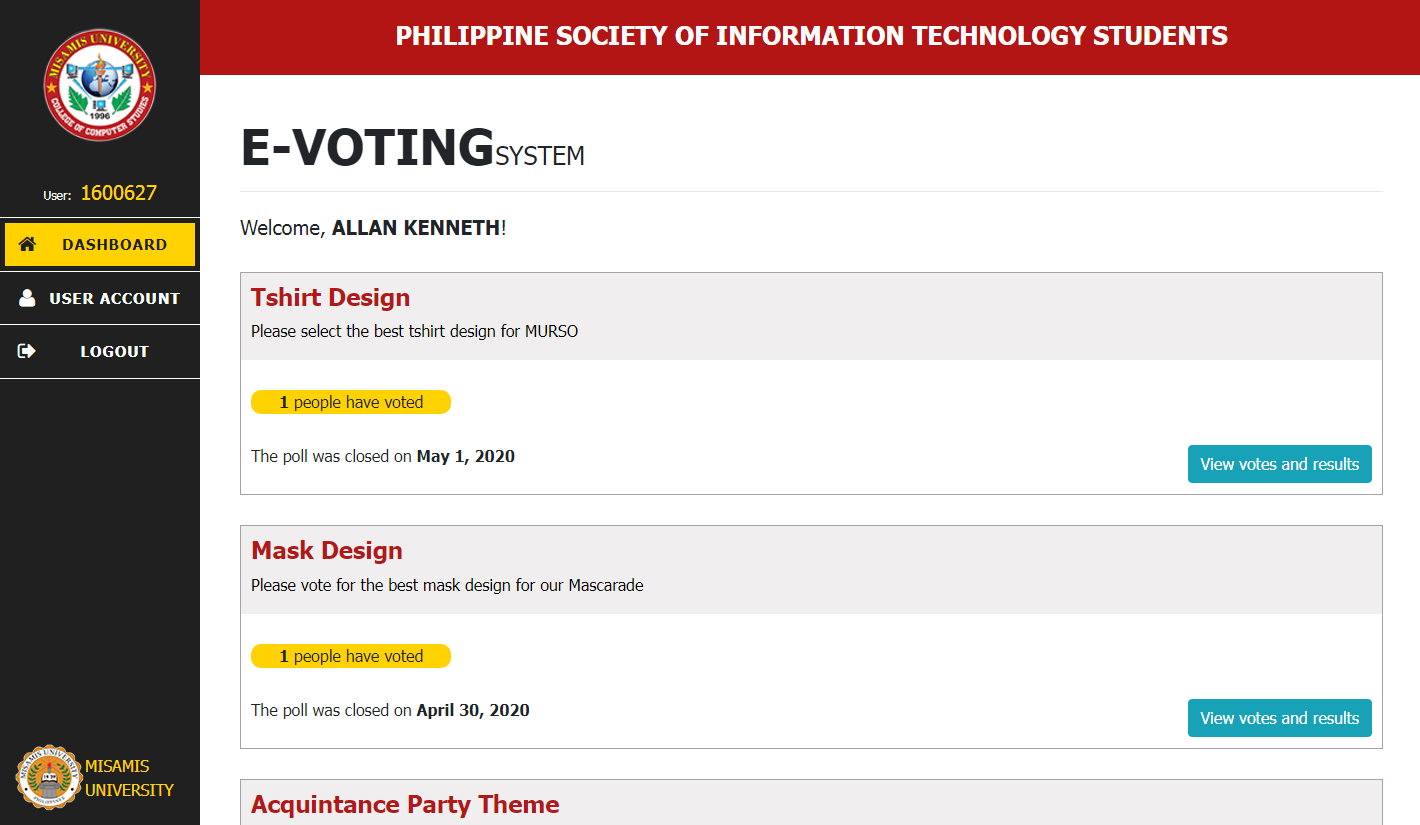 MISAMIS UNIVERSITY
1996
COLLEGE OF COMPUTER STUDIES
User: 1600627
DASHBOARD
USER ACCOUNT
LOGOUT
MISAMIS UNIVERSITY
PHILIPPINES
MISAMIS
UNIVERSITY
PHILIPPINE SOCIETY OF INFORMATION TECHNOLOGY STUDENTS
E-VOTINGSYSTEM
Welcome, ALLAN KENNETH!
Tshirt Design
Please select the best tshirt design for MURSO
1 people have voted
The poll was closed on May 1, 2020
View votes and results
Mask Design
Please vote for the best mask design for our Mascarade
1 people have voted
The poll was closed on April 30, 2020
View votes and results
Acquintance Party Theme